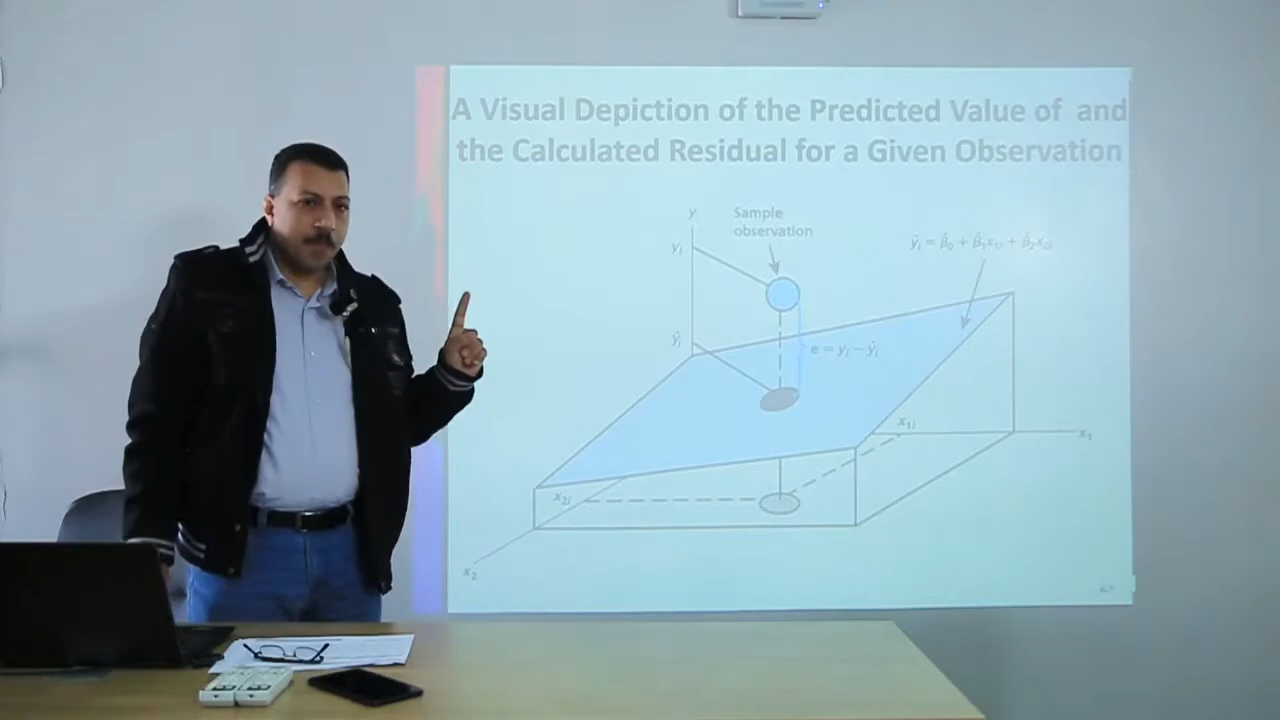 A Visual Depiction of the Predicted Value of and
the Calculated Residual for a Given Observation
y
Sample
observation
yᵢ
ŷᵢ = β̂₀ + β̂₁x₁ᵢ + β̂₂x₂ᵢ
ŷᵢ
e = yᵢ − ŷᵢ
x₁ᵢ
x₁
x₂ᵢ
x₂